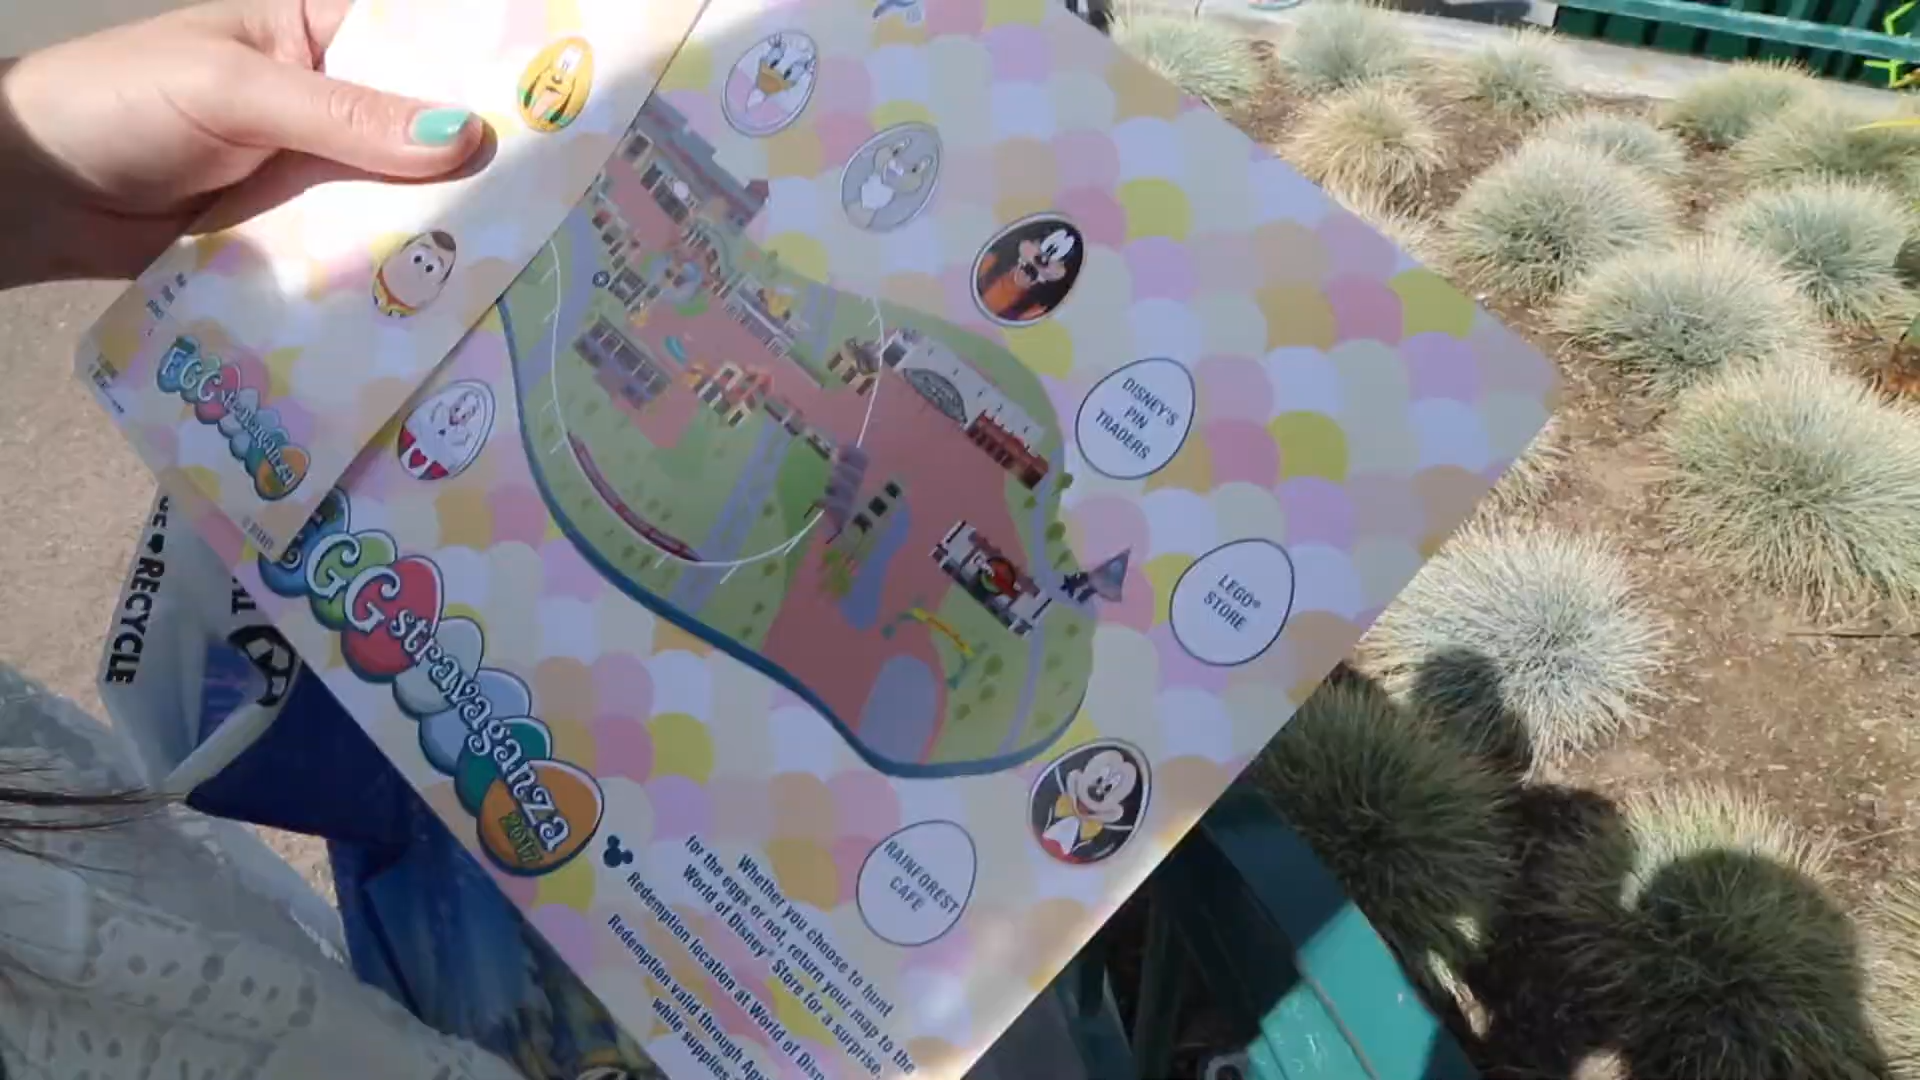 DISNEY'S
PIN
TRADERS
LEGO®
STORE
RAINFOREST
CAFE
EGGstravaganza
2017
EGGstravaganza
Whether you choose to hunt
for the eggs or not, return your map to the
World of Disney® Store for a surprise.
Redemption location at World of
Redemption valid through
while supplies
RECYCLE